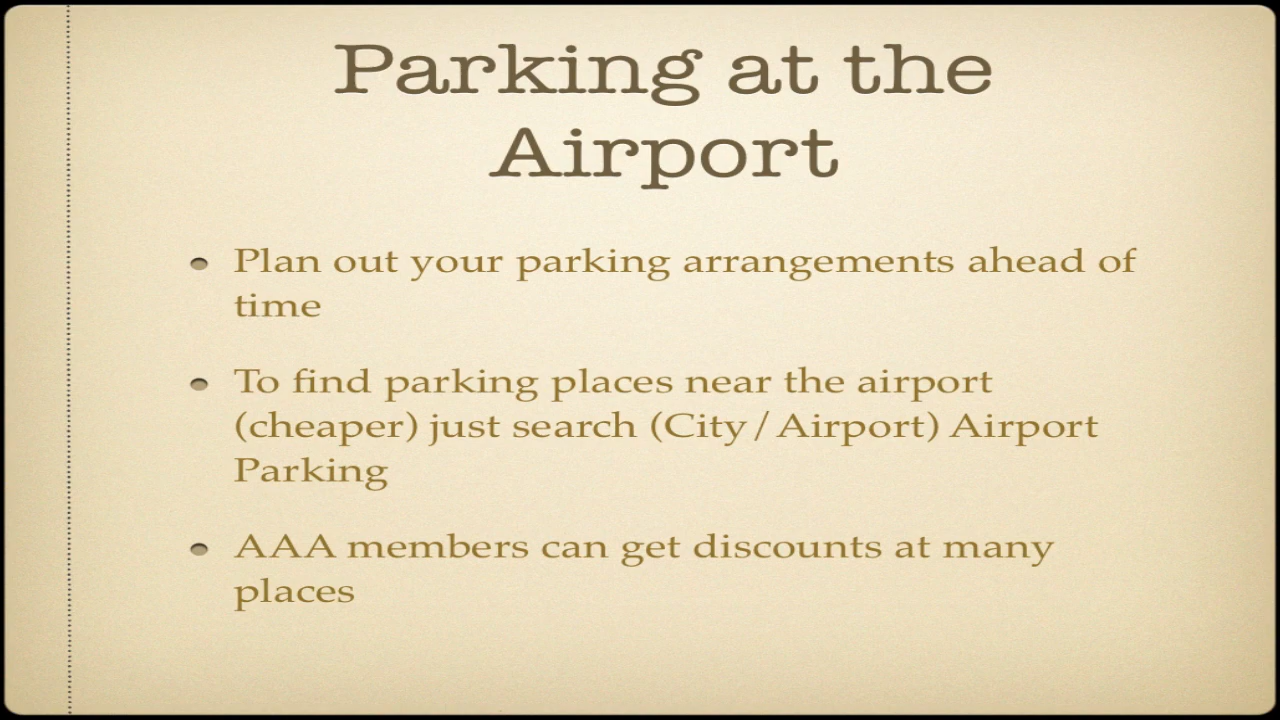 Parking at the
Airport
Plan out your parking arrangements ahead of
time
To find parking places near the airport
(cheaper) just search (City/Airport) Airport
Parking
AAA members can get discounts at many
places